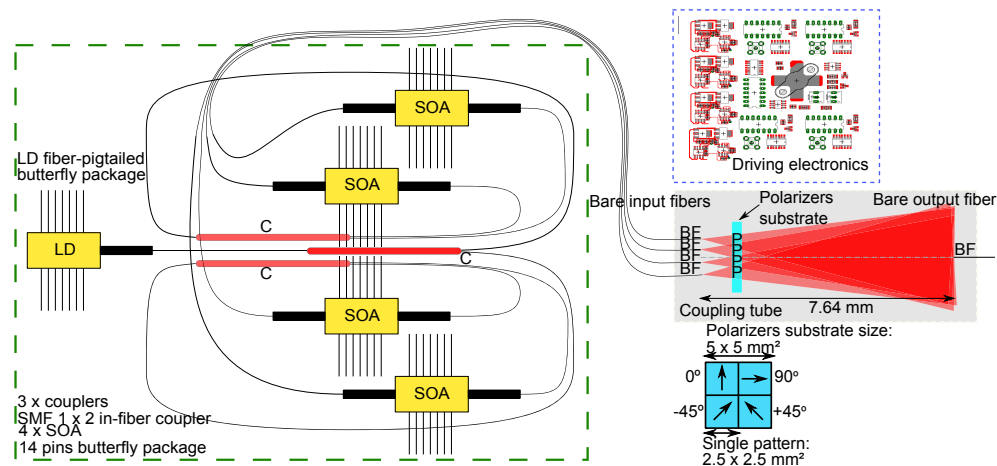 SOA
LD fiber-pigtailed
butterfly package
SOA
LD
C
C
C
SOA
SOA
3 x couplers
SMF 1 x 2 in-fiber coupler
4 x SOA
14 pins butterfly package
Driving electronics
Bare input fibers
Polarizers
substrate
Bare output fiber
BF
BF
BF
BF
P
P
P
P
BF
Coupling tube
7.64 mm
Polarizers substrate size:
5 x 5 mm²
0º
90º
-45º
+45º
Single pattern:
2.5 x 2.5 mm²